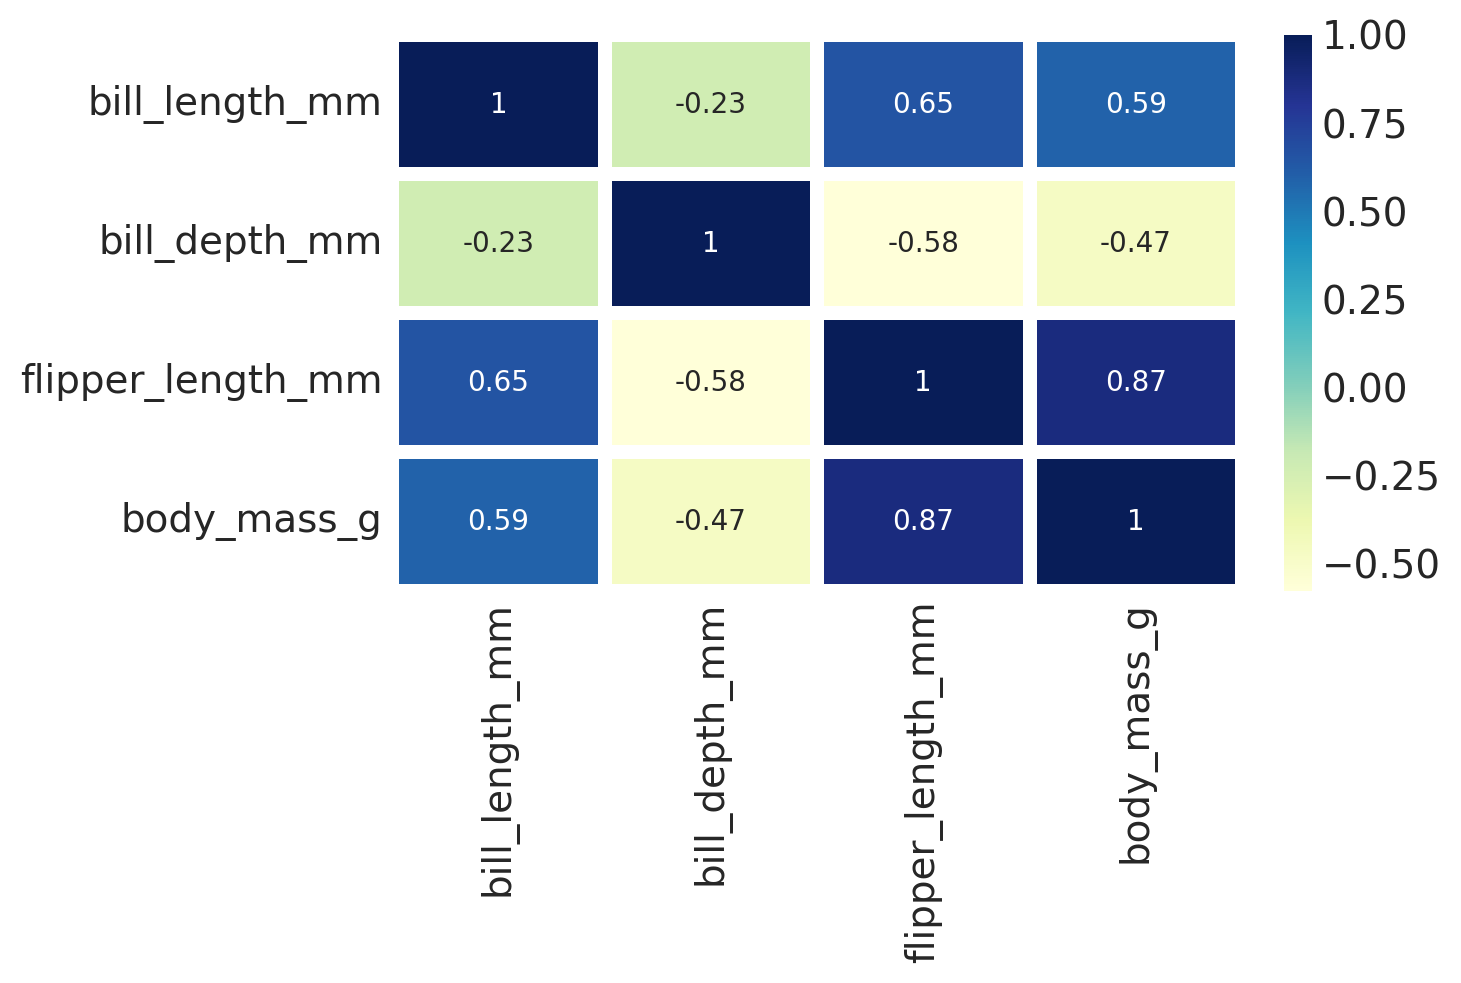 bill_length_mm 1 -0.23 0.65 0.59
bill_depth_mm -0.23 1 -0.58 -0.47
flipper_length_mm 0.65 -0.58 1 0.87
body_mass_g 0.59 -0.47 0.87 1
bill_length_mm
bill_depth_mm
flipper_length_mm
body_mass_g
1.00
0.75
0.50
0.25
0.00
−0.25
−0.50